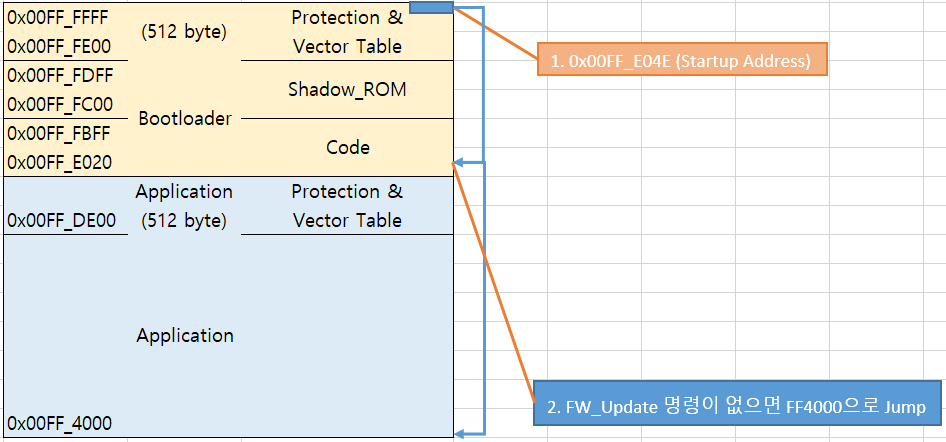 0x00FF_FFFF
(512 byte)
Protection &
0x00FF_FE00
Vector Table
1. 0x00FF_E04E (Startup Address)
0x00FF_FDFF
Shadow_ROM
0x00FF_FC00
Bootloader
0x00FF_FBFF
Code
0x00FF_E020
Application
Protection &
0x00FF_DE00
(512 byte)
Vector Table
Application
2. FW_Update 명령이 없으면 FF4000으로 Jump
0x00FF_4000